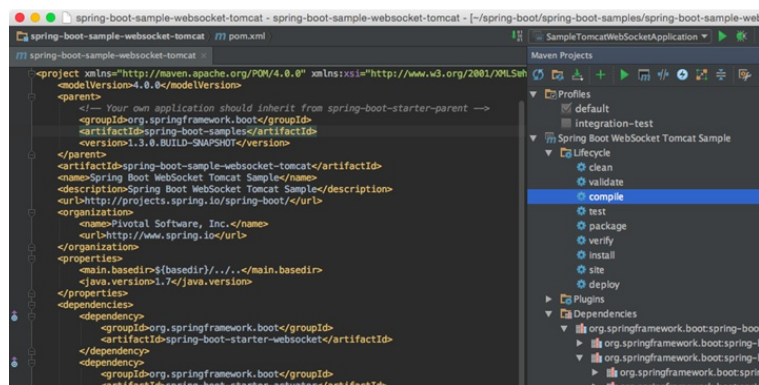 spring-boot-sample-websocket-tomcat - spring-boot-sample-websocket-tomcat - [~/spring-boot/spring-boot-samples/spring-boot-sample-web
spring-boot-sample-websocket-tomcat pom.xml
SampleTomcatWebSocketApplication
spring-boot-sample-websocket-tomcat
<project xmlns="http://maven.apache.org/POM/4.0.0" xmlns:xsi="http://www.w3.org/2001/XMLSch
<modelVersion>4.0.0</modelVersion>
<parent>
<!-- Your own application should inherit from spring-boot-starter-parent -->
<groupId>org.springframework.boot</groupId>
<artifactId>spring-boot-samples</artifactId>
<version>1.3.0.BUILD-SNAPSHOT</version>
</parent>
<artifactId>spring-boot-sample-websocket-tomcat</artifactId>
<name>Spring Boot WebSocket Tomcat Sample</name>
<description>Spring Boot WebSocket Tomcat Sample</description>
<url>http://projects.spring.io/spring-boot/</url>
<organization>
<name>Pivotal Software, Inc.</name>
<url>http://www.spring.io</url>
</organization>
<properties>
<main.basedir>${basedir}/../..</main.basedir>
<java.version>1.7</java.version>
</properties>
<dependencies>
<dependency>
<groupId>org.springframework.boot</groupId>
<artifactId>spring-boot-starter-websocket</artifactId>
</dependency>
<dependency>
<groupId>org.springframework.boot</groupId>
<artifactId>spring-boot-starter-actuator</artifactId>
Maven Projects
Profiles
default
integration-test
Spring Boot WebSocket Tomcat Sample
Lifecycle
clean
validate
compile
test
package
verify
install
site
deploy
Plugins
Dependencies
org.springframework.boot:spring-boo
org.springframework.boot:spring-
org.springframework.boot:spring-
org.springframework.boot:sprin